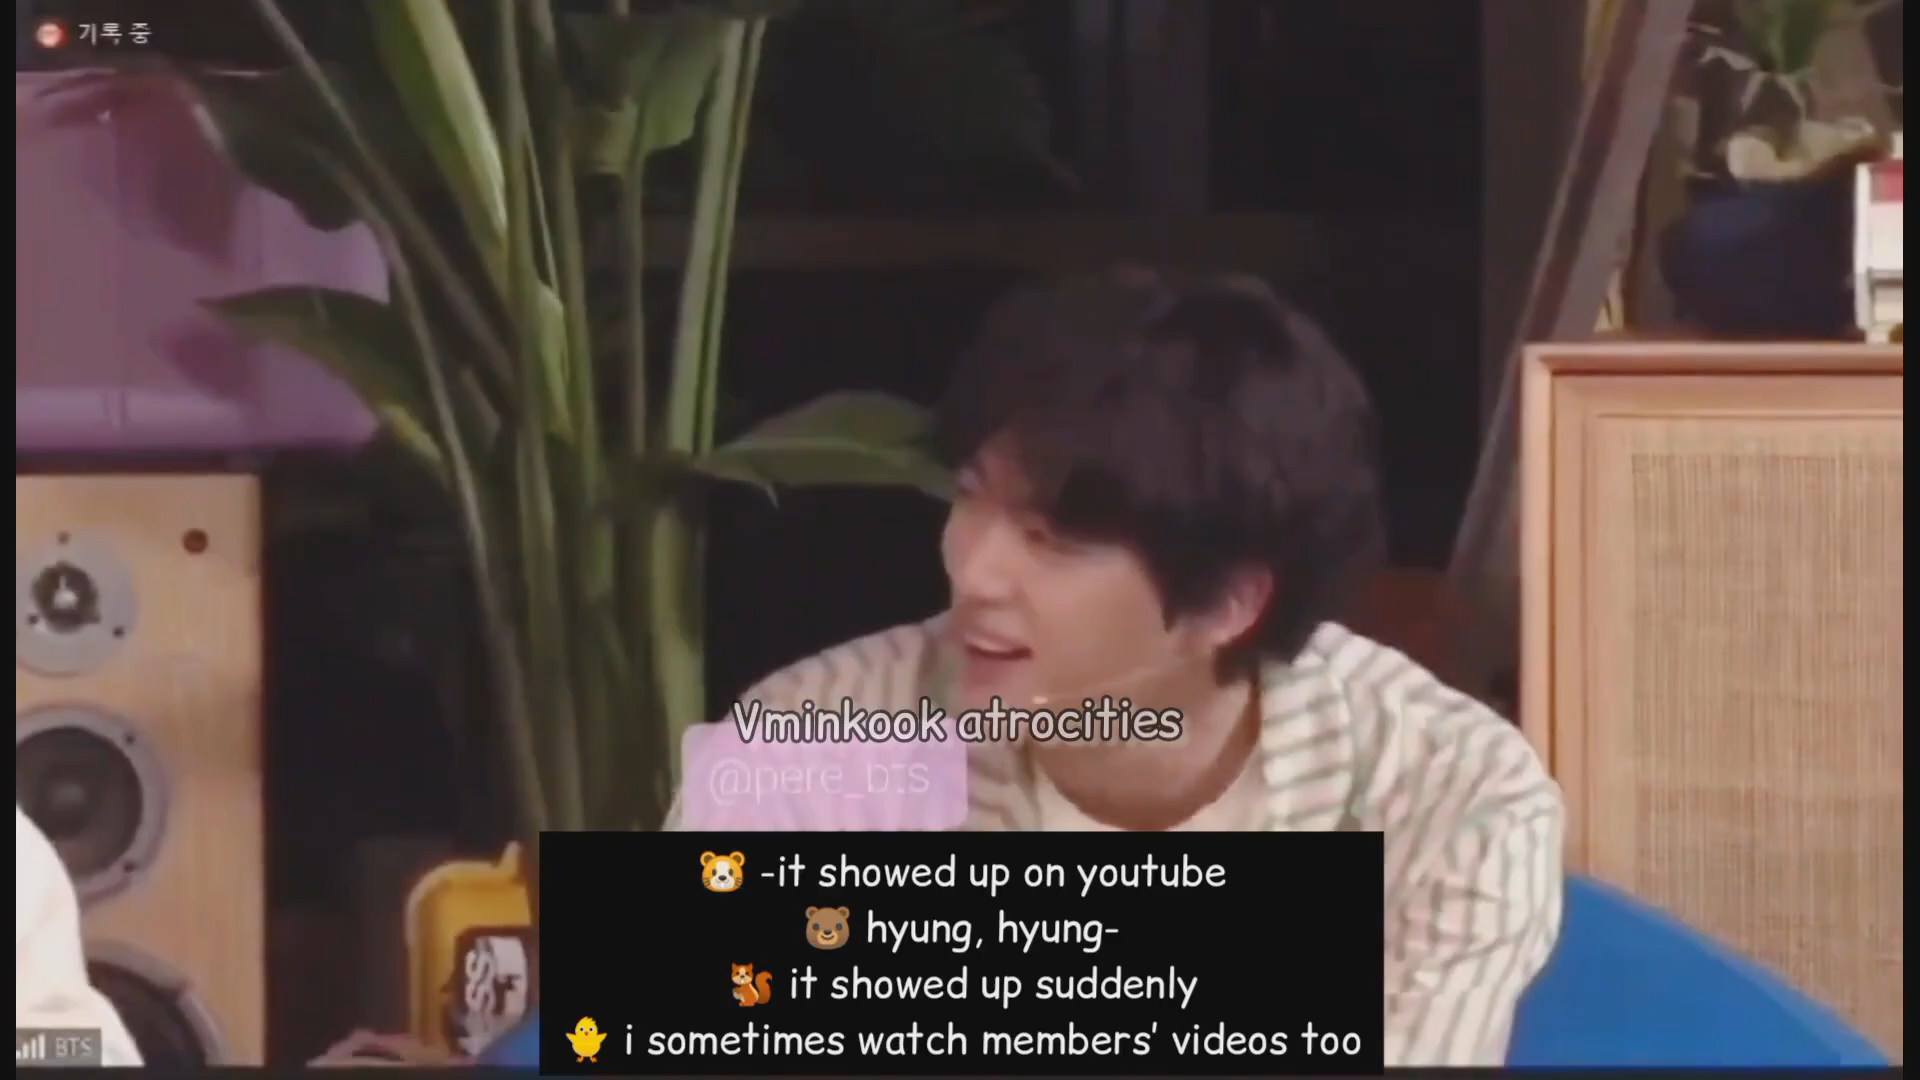 기록 중
Vminkook atrocities
@pere_bts
🐹 -it showed up on youtube
🐻 hyung, hyung-
🐿️ it showed up suddenly
🐥 i sometimes watch members' videos too
BTS